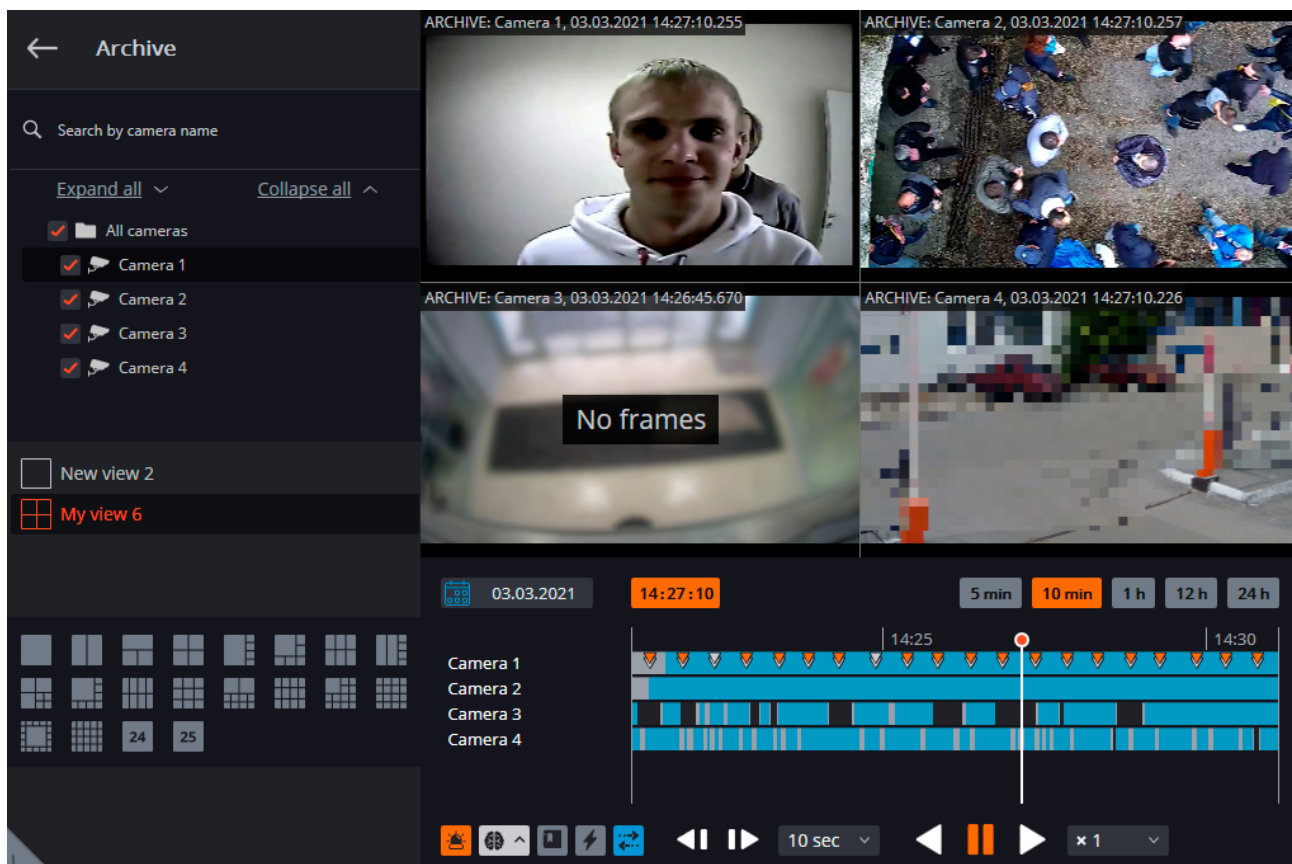 Archive
Search by camera name
Expand all
Collapse all
All cameras
Camera 1
Camera 2
Camera 3
Camera 4
New view 2
My view 6
24
25
ARCHIVE: Camera 1, 03.03.2021 14:27:10.255
ARCHIVE: Camera 2, 03.03.2021 14:27:10.257
ARCHIVE: Camera 3, 03.03.2021 14:26:45.670
ARCHIVE: Camera 4, 03.03.2021 14:27:10.226
No frames
03.03.2021
14:27:10
5 min
10 min
1 h
12 h
24 h
14:25
14:30
Camera 1
Camera 2
Camera 3
Camera 4
10 sec
× 1